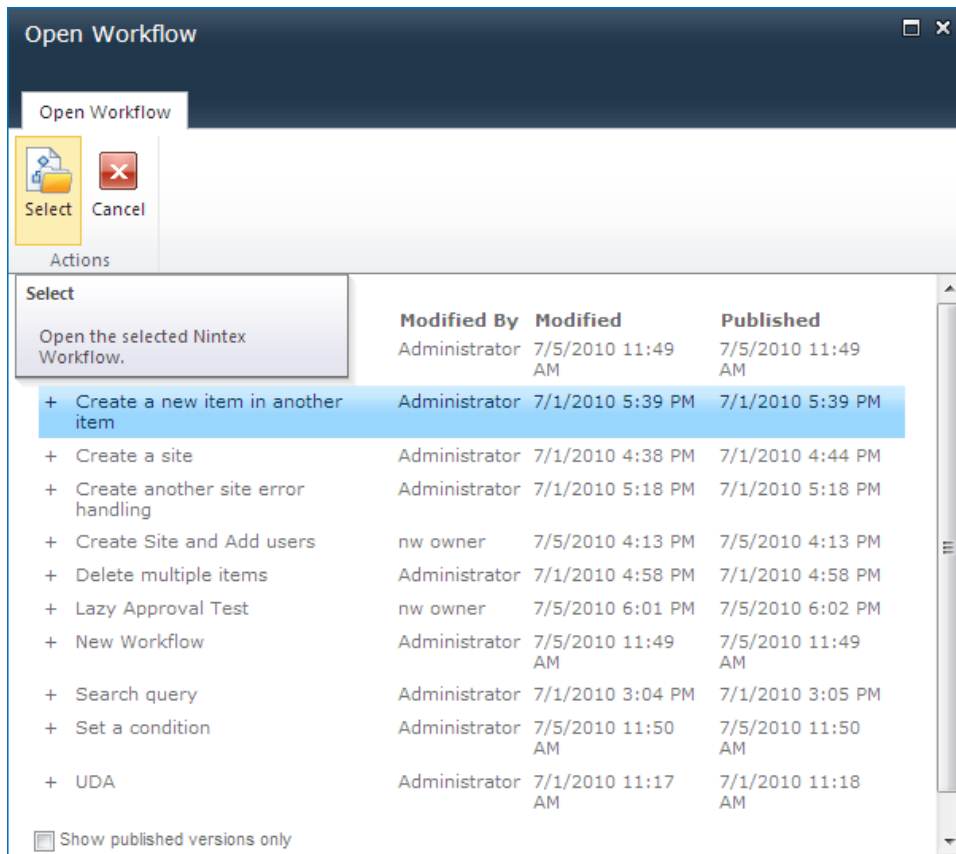 Open Workflow
Open Workflow
Select Cancel
Actions
Select
Open the selected Nintex
Workflow.
Modified By Modified Published
Administrator 7/5/2010 11:49 7/5/2010 11:49
AM AM
+ Create a new item in another Administrator 7/1/2010 5:39 PM 7/1/2010 5:39 PM
item
+ Create a site Administrator 7/1/2010 4:38 PM 7/1/2010 4:44 PM
+ Create another site error Administrator 7/1/2010 5:18 PM 7/1/2010 5:18 PM
handling
+ Create Site and Add users nw owner 7/5/2010 4:13 PM 7/5/2010 4:13 PM
+ Delete multiple items Administrator 7/1/2010 4:58 PM 7/1/2010 4:58 PM
+ Lazy Approval Test nw owner 7/5/2010 6:01 PM 7/5/2010 6:02 PM
+ New Workflow Administrator 7/5/2010 11:49 7/5/2010 11:49
AM AM
+ Search query Administrator 7/1/2010 3:04 PM 7/1/2010 3:05 PM
+ Set a condition Administrator 7/5/2010 11:50 7/5/2010 11:50
AM AM
+ UDA Administrator 7/1/2010 11:17 7/1/2010 11:18
AM AM
Show published versions only